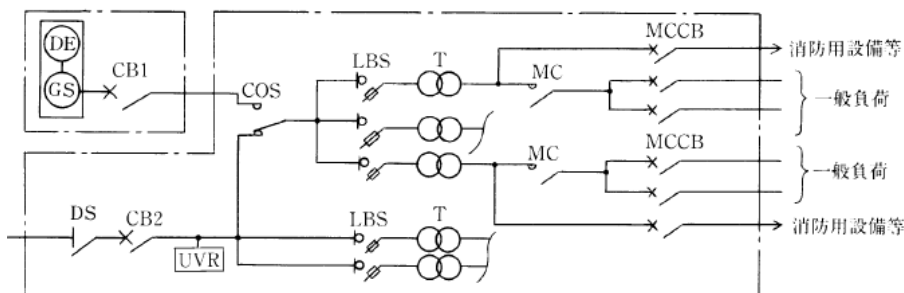 DE
GS
CB1
COS
LBS
T
MC
MCCB
消防用設備等
一般負荷
MC
MCCB
一般負荷
消防用設備等
DS
CB2
UVR
LBS
T